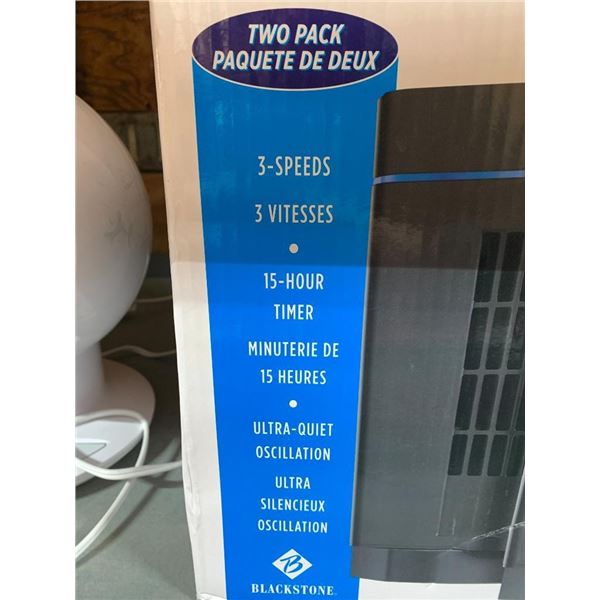 TWO PACK
PAQUETE DE DEUX
3-SPEEDS
3 VITESSES
•
15-HOUR
TIMER
MINUTERIE DE
15 HEURES
•
ULTRA-QUIET
OSCILLATION
ULTRA
SILENCIEUX
OSCILLATION
B
BLACKSTONE